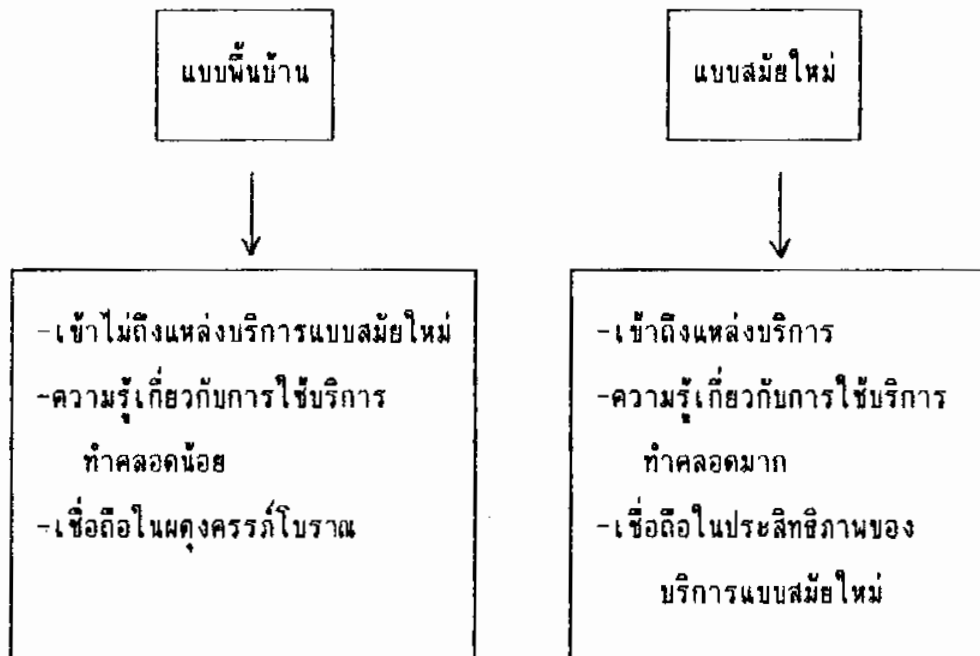 แบบพื้นบ้าน
แบบสมัยใหม่
-เข้าไม่ถึงแหล่งบริการแบบสมัยใหม่
-ความรู้เกี่ยวกับการใช้บริการ
ทำคลอดน้อย
-เชื่อถือในผดุงครรภ์โบราณ
-เข้าถึงแหล่งบริการ
-ความรู้เกี่ยวกับการใช้บริการ
ทำคลอดมาก
-เชื่อถือในประสิทธิภาพของ
บริการแบบสมัยใหม่